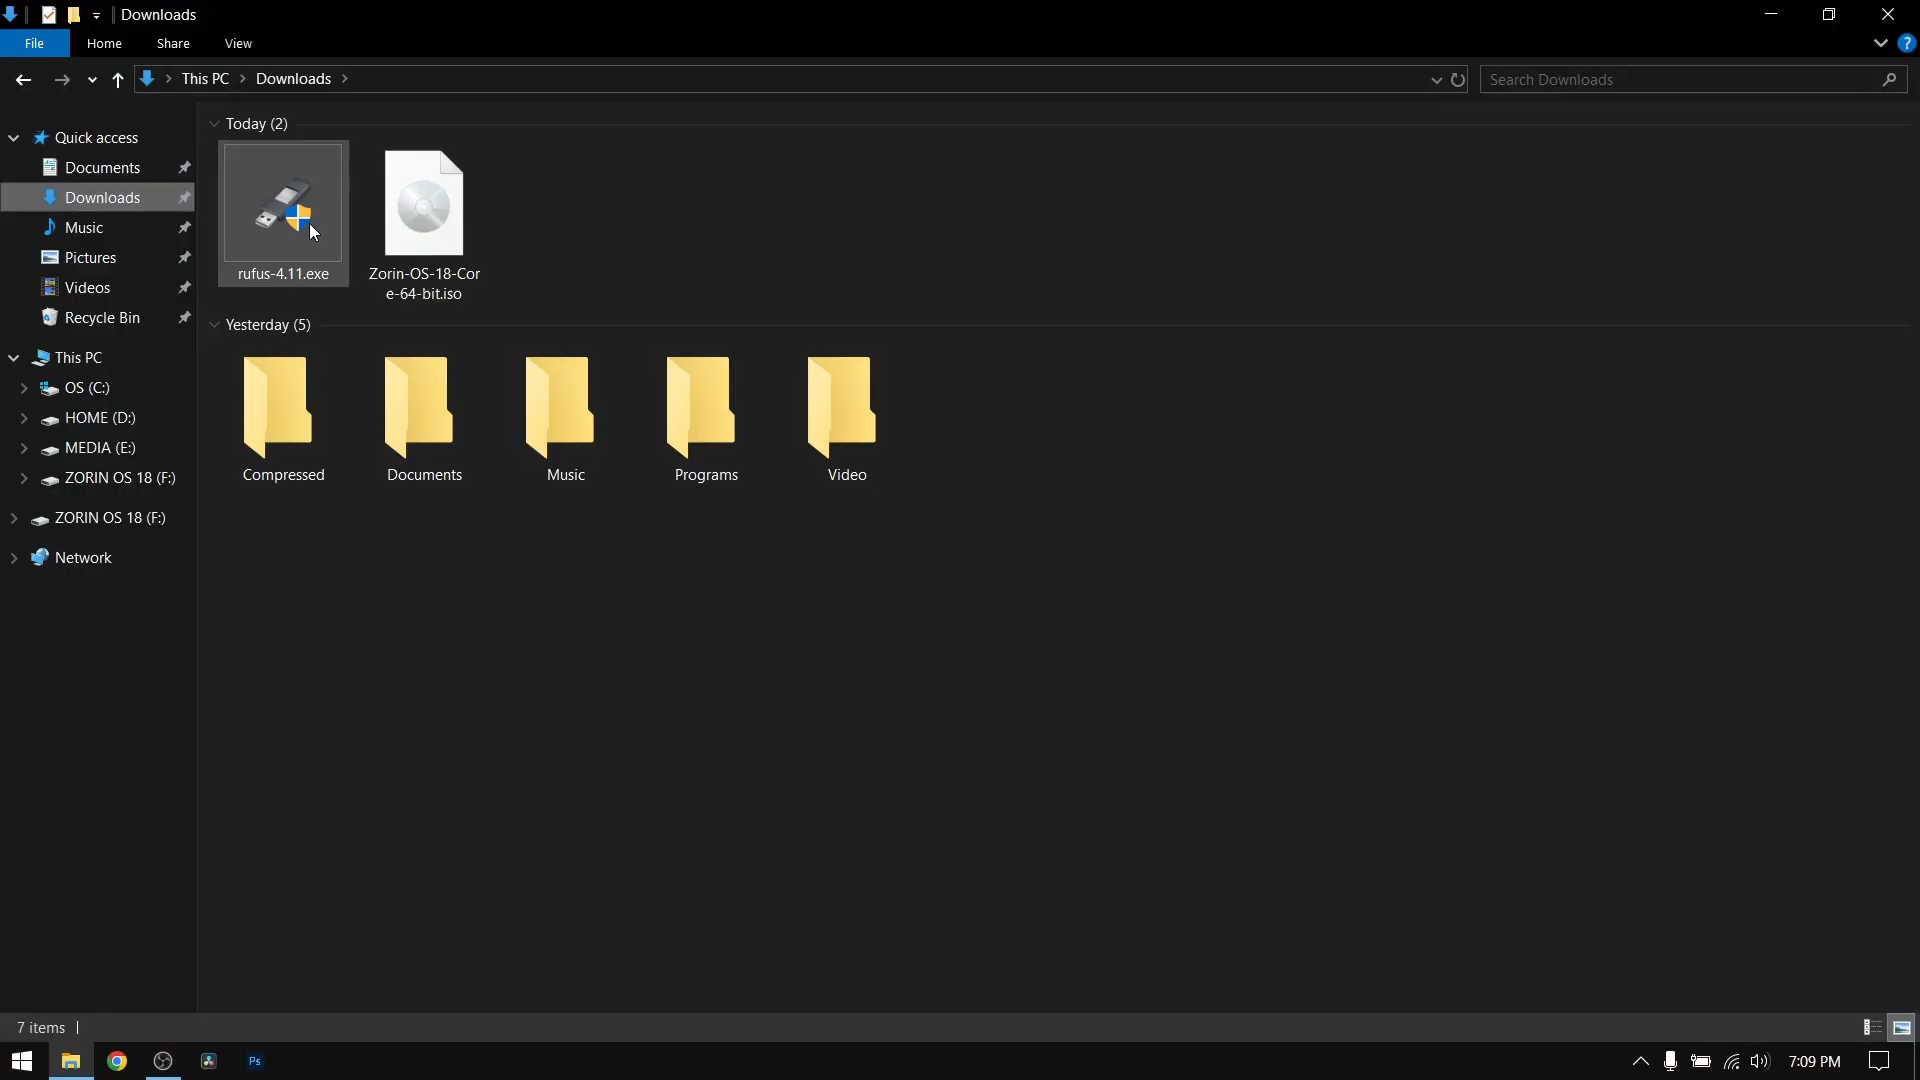 Downloads
File Home Share View
This PC Downloads
Search Downloads
Quick access
Documents
Downloads
Music
Pictures
Videos
Recycle Bin
This PC
OS (C:)
HOME (D:)
MEDIA (E:)
ZORIN OS 18 (F:)
ZORIN OS 18 (F:)
Network
Today (2)
rufus-4.11.exe
Zorin-OS-18-Cor
e-64-bit.iso
Yesterday (5)
Compressed
Documents
Music
Programs
Video
7 items
Ps
7:09 PM